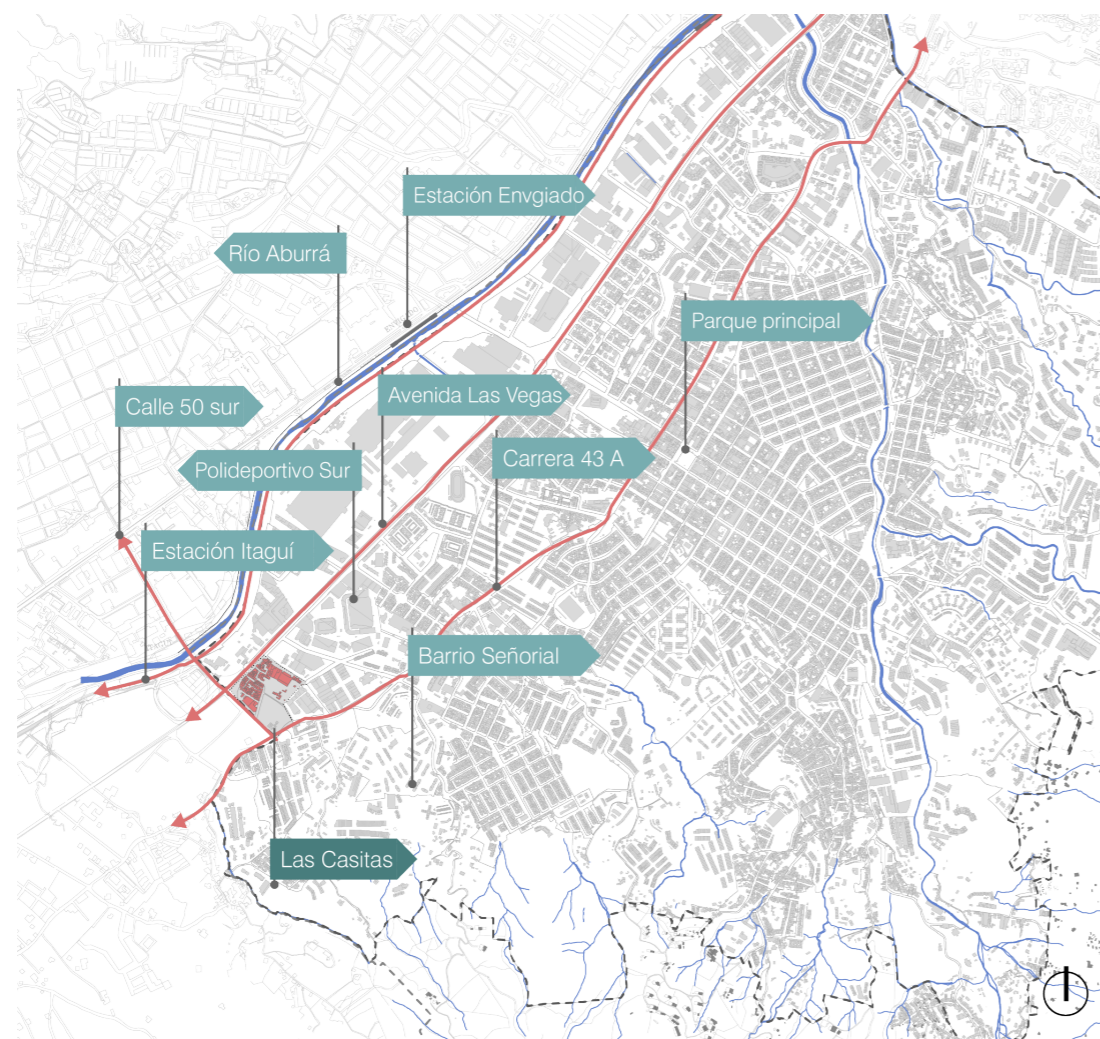 Estación Envgiado
Río Aburrá
Parque principal
Calle 50 sur
Avenida Las Vegas
Polideportivo Sur
Carrera 43 A
Estación Itaguí
Barrio Señorial
Las Casitas